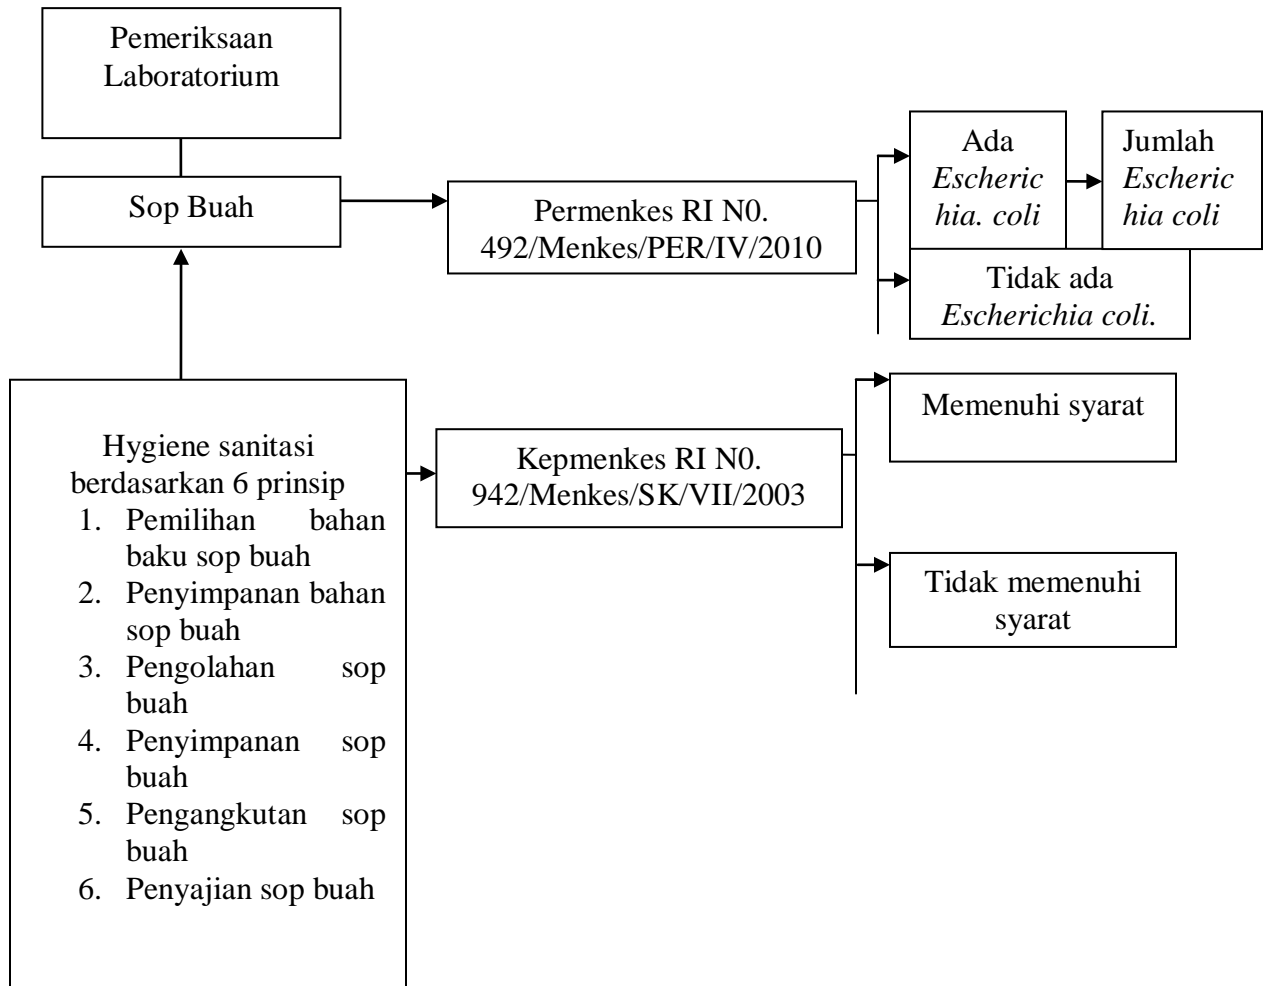 Pemeriksaan
Laboratorium
Sop Buah
Permenkes RI N0.
492/Menkes/PER/IV/2010
Ada
Escheric
hia. coli
Jumlah
Escheric
hia coli
Tidak ada
Escherichia coli.
Hygiene sanitasi
berdasarkan 6 prinsip
1. Pemilihan bahan
baku sop buah
2. Penyimpanan bahan
sop buah
3. Pengolahan sop
buah
4. Penyimpanan sop
buah
5. Pengangkutan sop
buah
6. Penyajian sop buah
Kepmenkes RI N0.
942/Menkes/SK/VII/2003
Memenuhi syarat
Tidak memenuhi
syarat